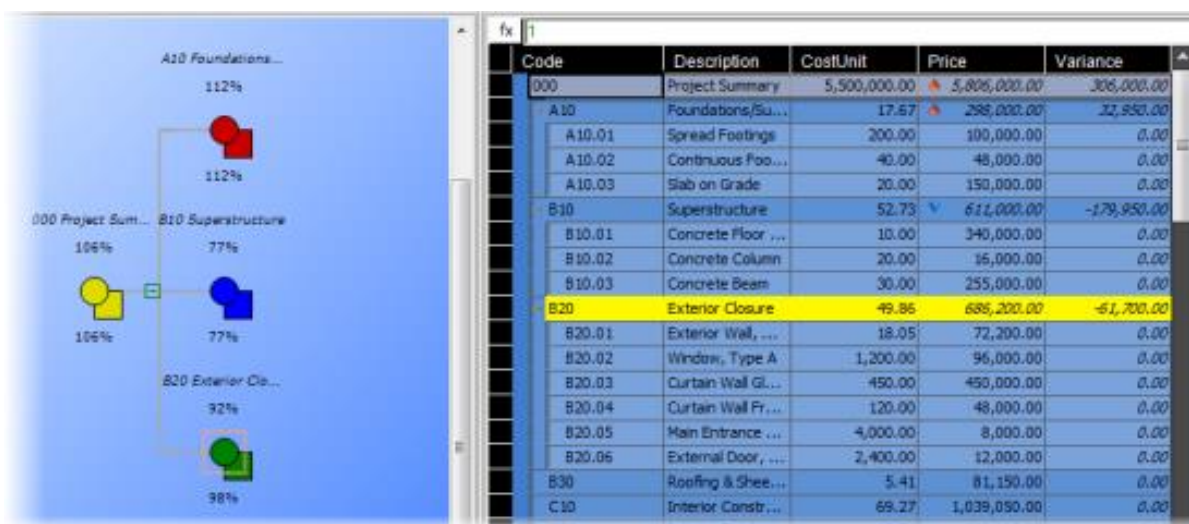 A10 Foundations...
112%
112%
000 Project Sum... B10 Superstructure
106% 77%
106% 77%
B20 Exterior Clo...
92%
98%
fx 1
Code Description CostUnit Price Variance
000 Project Summary 5,500,000.00 5,806,000.00 306,000.00
A10 Foundations/Su... 17.67 298,000.00 32,950.00
A10.01 Spread Footings 200.00 100,000.00 0.00
A10.02 Continuous Foo... 40.00 48,000.00 0.00
A10.03 Slab on Grade 20.00 150,000.00 0.00
B10 Superstructure 52.73 611,000.00 -179,950.00
B10.01 Concrete Floor ... 10.00 340,000.00 0.00
B10.02 Concrete Column 20.00 16,000.00 0.00
B10.03 Concrete Beam 30.00 255,000.00 0.00
B20 Exterior Closure 49.86 686,200.00 -61,700.00
B20.01 Exterior Wall, ... 18.05 72,200.00 0.00
B20.02 Window, Type A 1,200.00 96,000.00 0.00
B20.03 Curtain Wall Gl... 450.00 450,000.00 0.00
B20.04 Curtain Wall Fr... 120.00 48,000.00 0.00
B20.05 Main Entrance ... 4,000.00 8,000.00 0.00
B20.06 External Door, ... 2,400.00 12,000.00 0.00
B30 Roofing & Shee... 5.41 81,150.00
C10 Interior Constr... 69.27 1,039,050.00